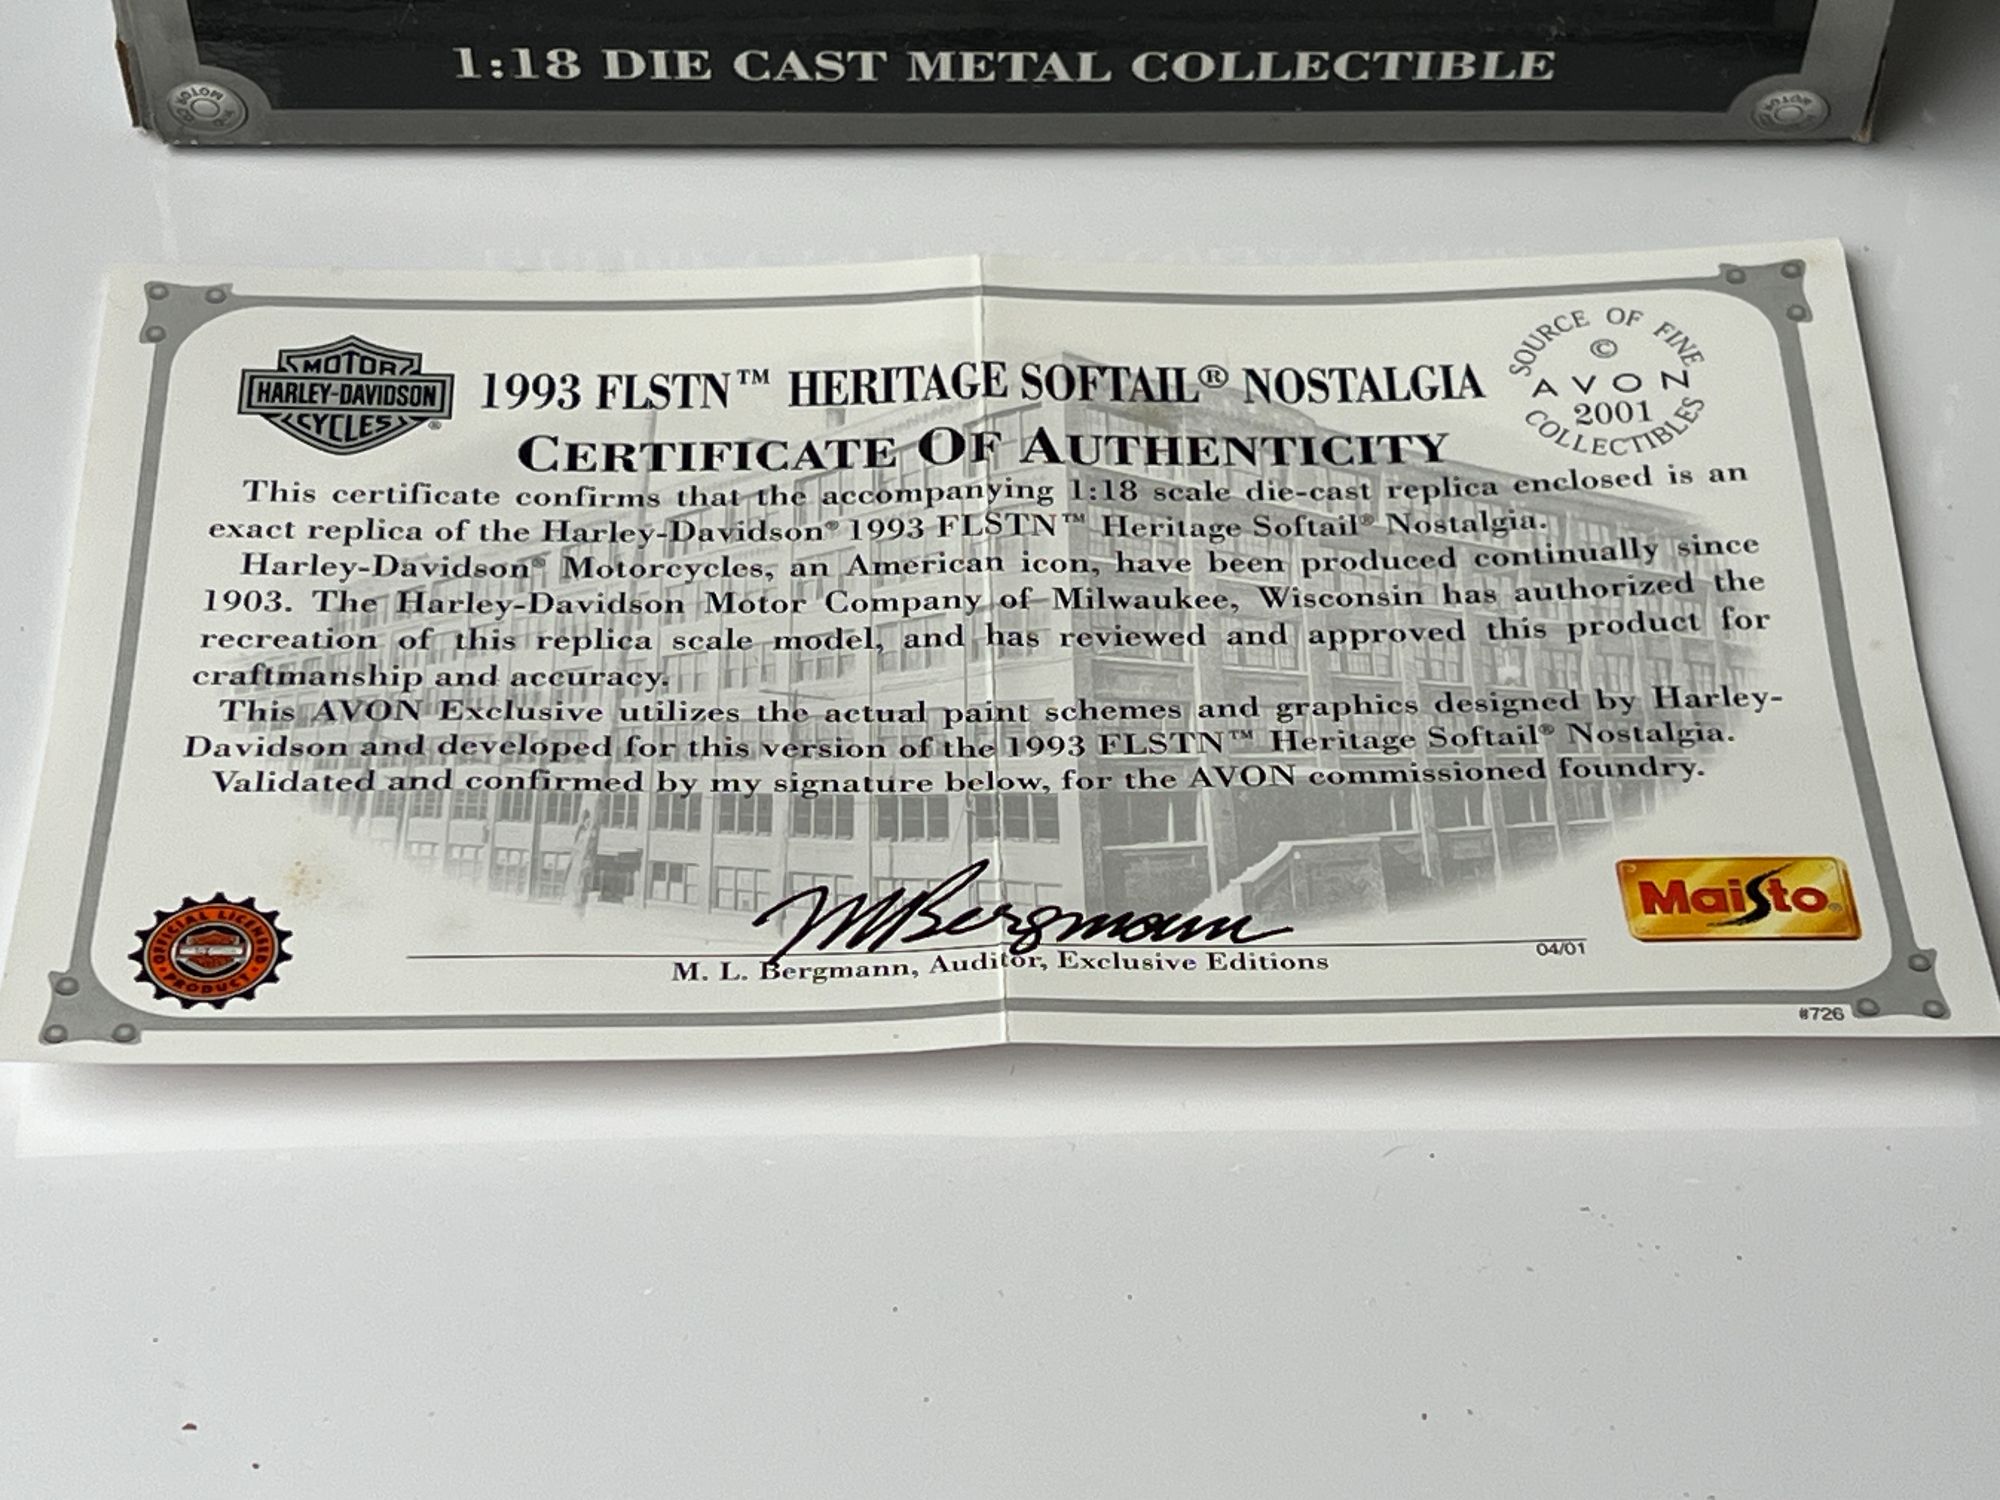 1:18 DIE CAST METAL COLLECTIBLE
MOTOR
MOTOR
MOTOR
HARLEY-DAVIDSON
CYCLES ®
1993 FLSTN™ HERITAGE SOFTAIL® NOSTALGIA
CERTIFICATE OF AUTHENTICITY
SOURCE OF FINE
©
AVON
2001
COLLECTIBLES
This certificate confirms that the accompanying 1:18 scale die-cast replica enclosed is an
exact replica of the Harley-Davidson® 1993 FLSTN™ Heritage Softail® Nostalgia.
Harley-Davidson® Motorcycles, an American icon, have been produced continually since
1903. The Harley-Davidson Motor Company of Milwaukee, Wisconsin has authorized the
recreation of this replica scale model, and has reviewed and approved this product for
craftmanship and accuracy.
This AVON Exclusive utilizes the actual paint schemes and graphics designed by Harley-
Davidson and developed for this version of the 1993 FLSTN™ Heritage Softail® Nostalgia.
Validated and confirmed by my signature below, for the AVON commissioned foundry.
OFFICIAL LICENSED
PRODUCT
M Bergmann
M. L. Bergmann, Auditor, Exclusive Editions
04/01
Maisto®
#726